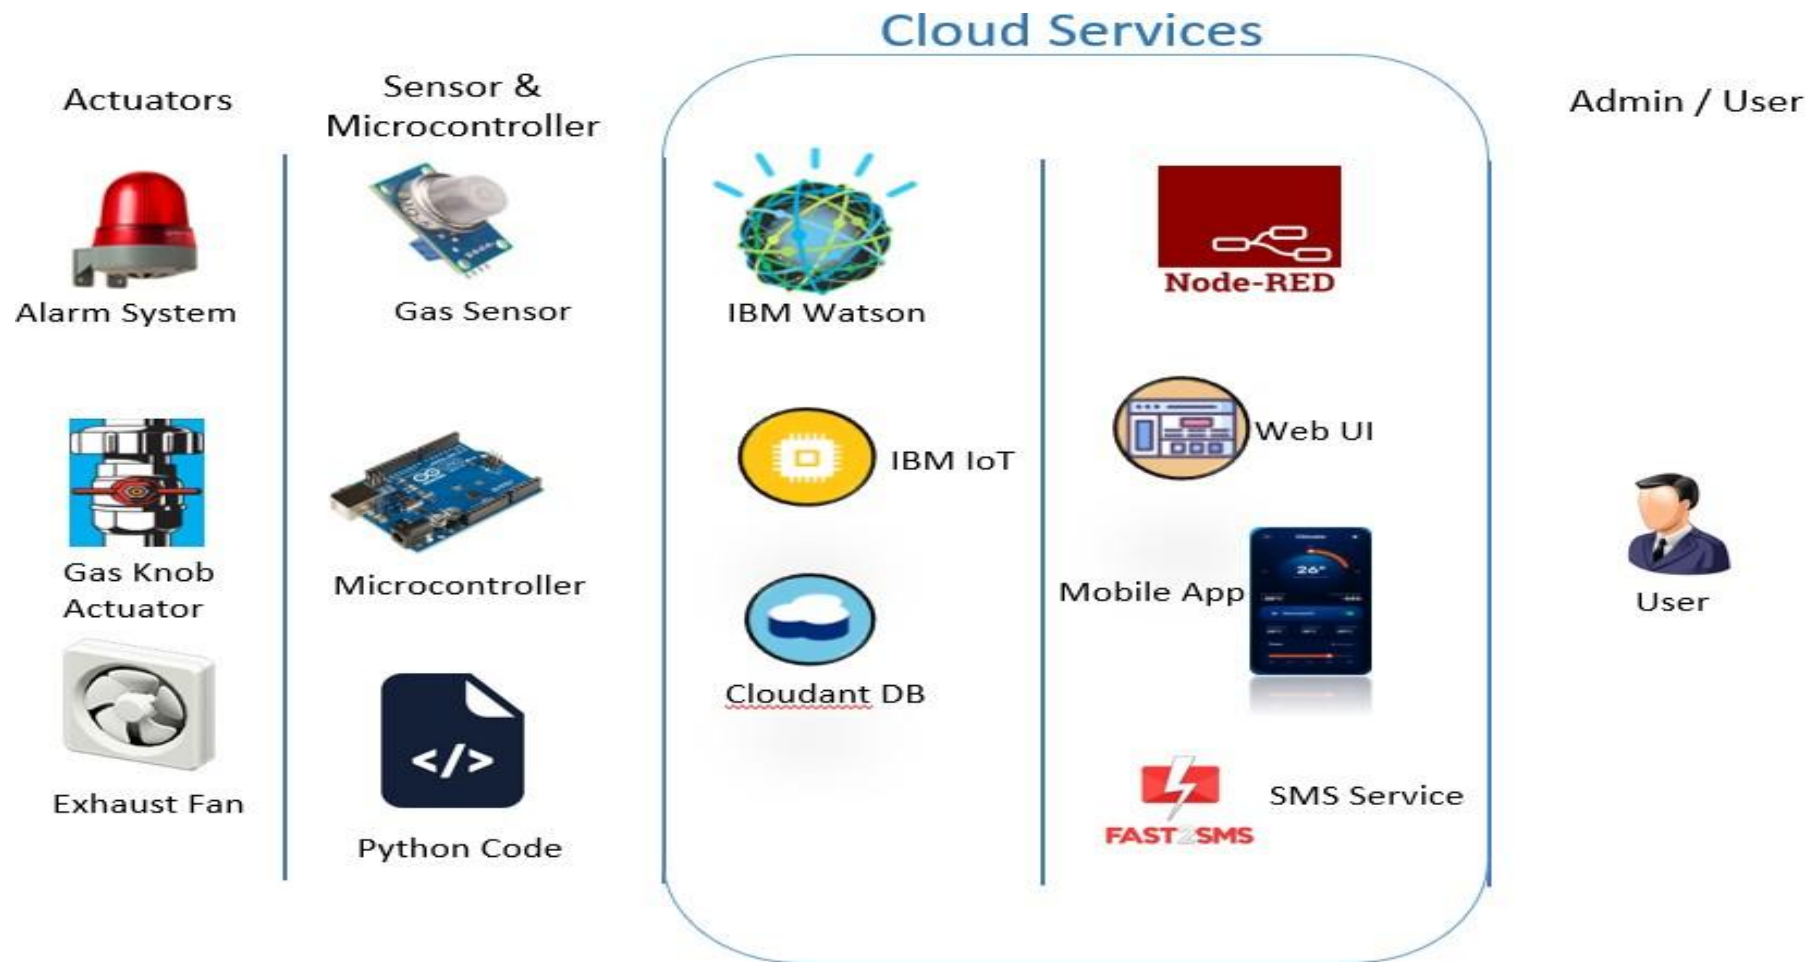 Cloud Services
Actuators
Sensor &
Microcontroller
Admin / User
Alarm System
Gas Sensor
IBM Watson
Node-RED
Gas Knob
Actuator
Microcontroller
IBM IoT
Web UI
Mobile App
26°
User
Exhaust Fan
</>
Python Code
Cloudant DB
FAST2SMS
SMS Service